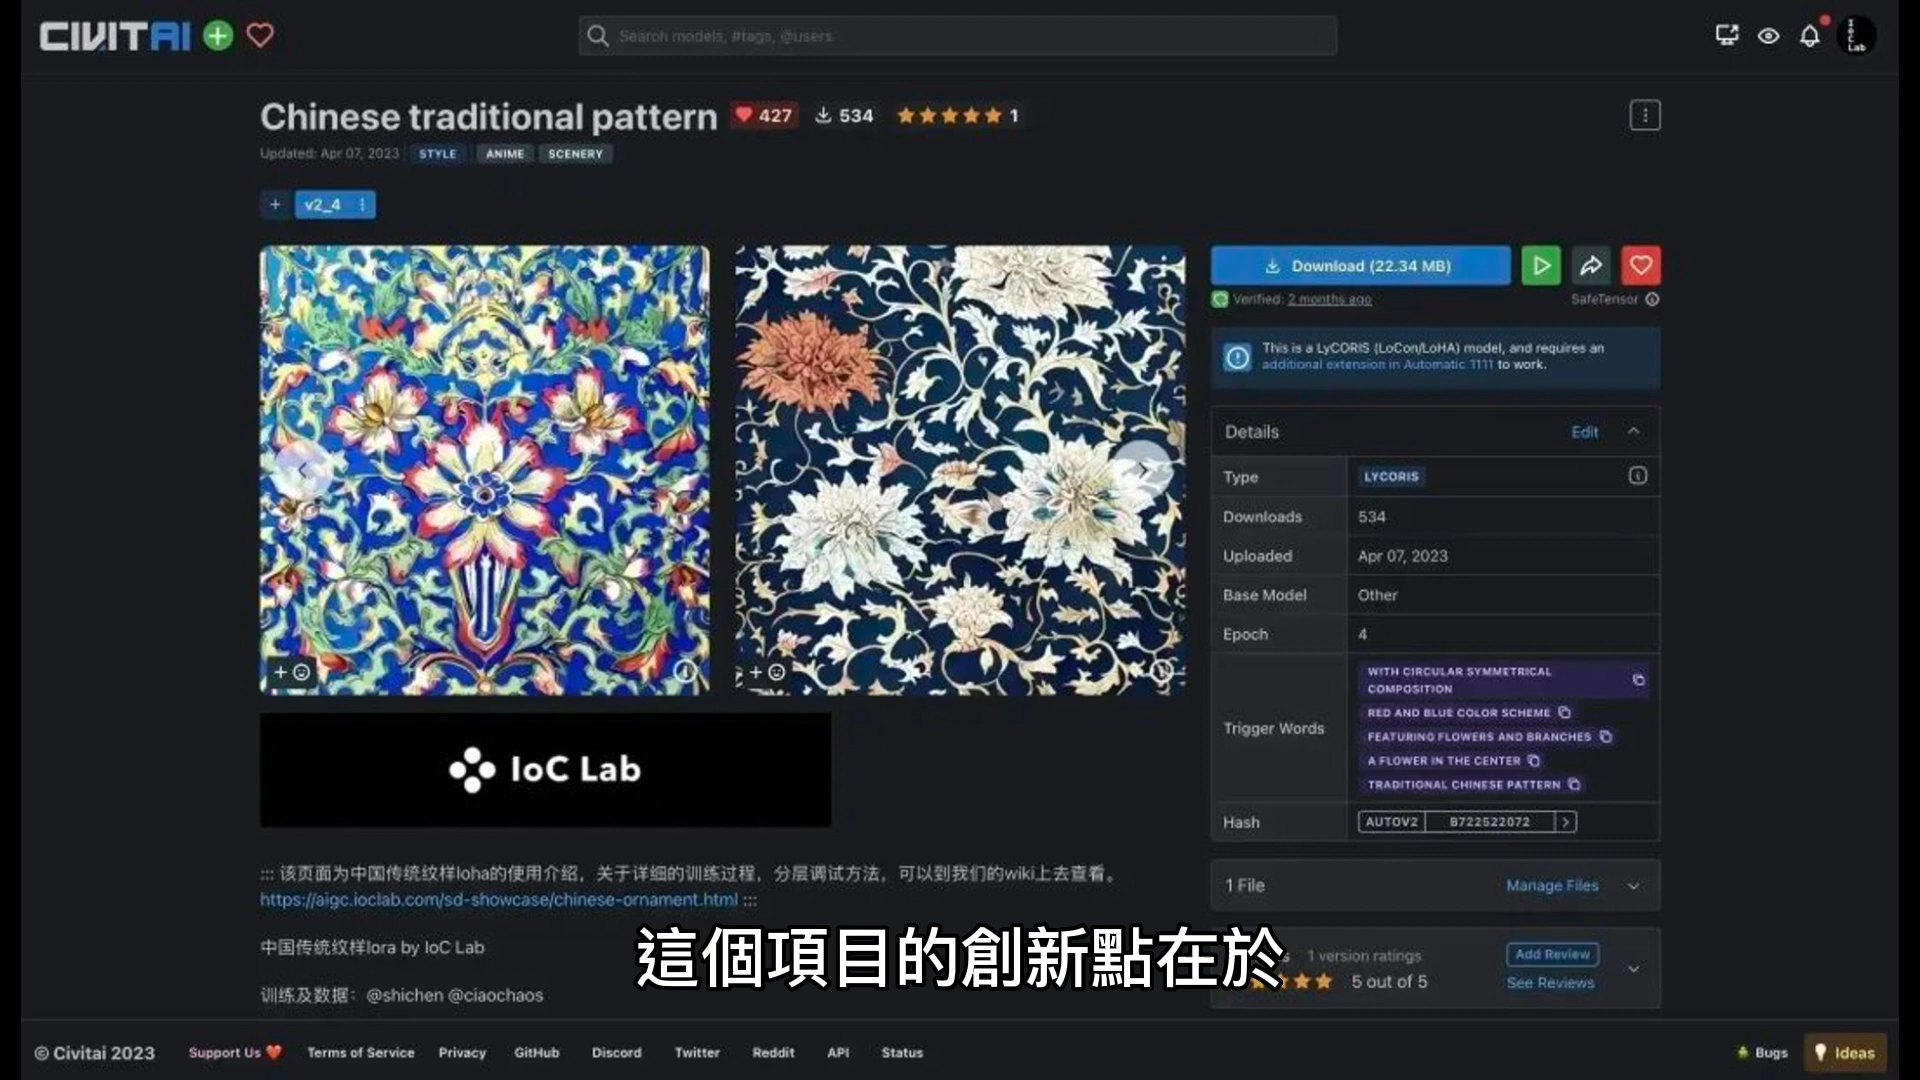 CIVITAI
Search models, #tags, @users
Lab
Chinese traditional pattern 427 534 1
Updated: Apr 07, 2023 STYLE ANIME SCENERY
+ v2_4
Download (22.34 MB)
Verified: 2 months ago SafeTensor
This is a LyCORIS (LoCon/LoHA) model, and requires an
additional extension in Automatic 1111 to work.
Details Edit
Type LYCORIS
Downloads 534
Uploaded Apr 07, 2023
Base Model Other
Epoch 4
Trigger Words
WITH CIRCULAR SYMMETRICAL
COMPOSITION
RED AND BLUE COLOR SCHEME
FEATURING FLOWERS AND BRANCHES
A FLOWER IN THE CENTER
TRADITIONAL CHINESE PATTERN
Hash AUTOV2 B722522072
1 File Manage Files
1 version ratings Add Review
5 out of 5 See Reviews
IoC Lab
::: 该页面为中国传统纹样loha的使用介绍，关于详细的训练过程，分层调试方法，可以到我们的wiki上去查看。
https://aigc.ioclab.com/sd-showcase/chinese-ornament.html :::
中国传统纹样lora by IoC Lab
训练及数据：@shichen @ciaochaos
這個項目的創新點在於
© Civitai 2023 Support Us Terms of Service Privacy GitHub Discord Twitter Reddit API Status Bugs Ideas